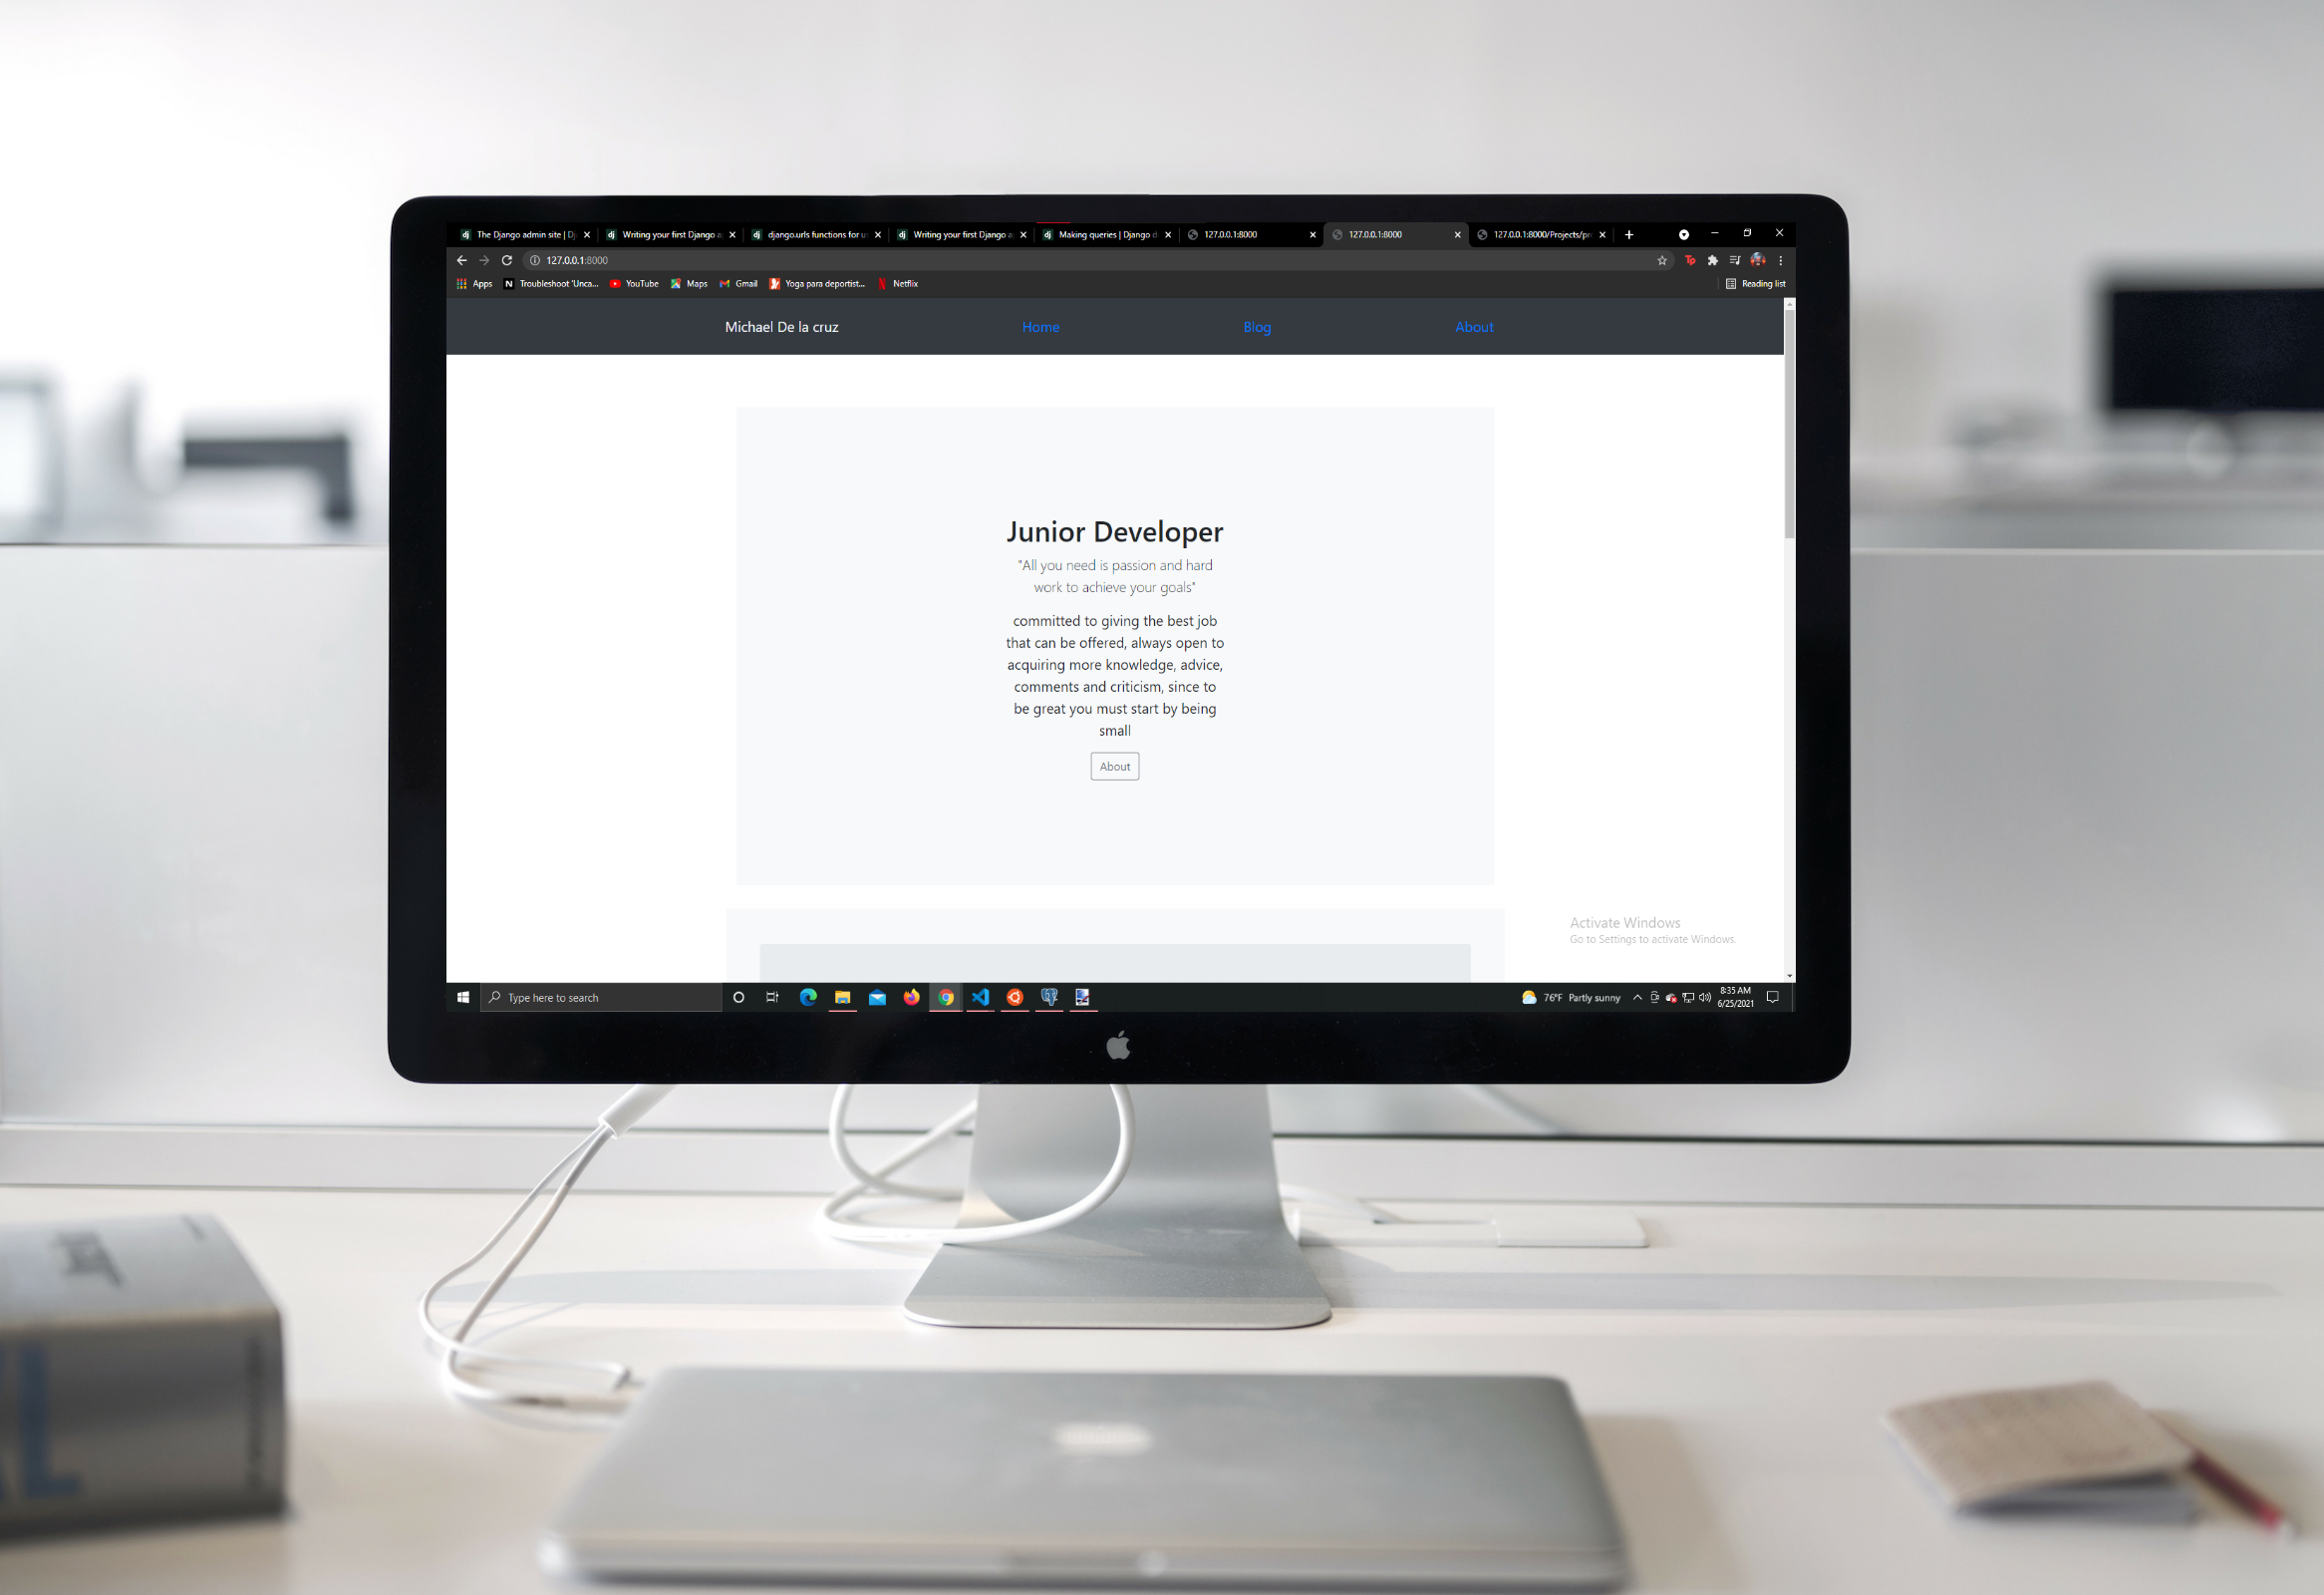 The Django admin site | Dj
Writing your first Django a
django.urls functions for u
Writing your first Django a
Making queries | Django d
127.0.0.1:8000
127.0.0.1:8000
127.0.0.1:8000/Projects/pr
127.0.0.1:8000
Apps
Troubleshoot 'Unca...
YouTube
Maps
Gmail
Yoga para deportist...
Netflix
Reading list
Michael De la cruz
Home
Blog
About
Junior Developer
"All you need is passion and hard
work to achieve your goals"
committed to giving the best job
that can be offered, always open to
acquiring more knowledge, advice,
comments and criticism, since to
be great you must start by being
small
About
Activate Windows
Go to Settings to activate Windows.
Type here to search
76°F Partly sunny
8:35 AM
6/25/2021